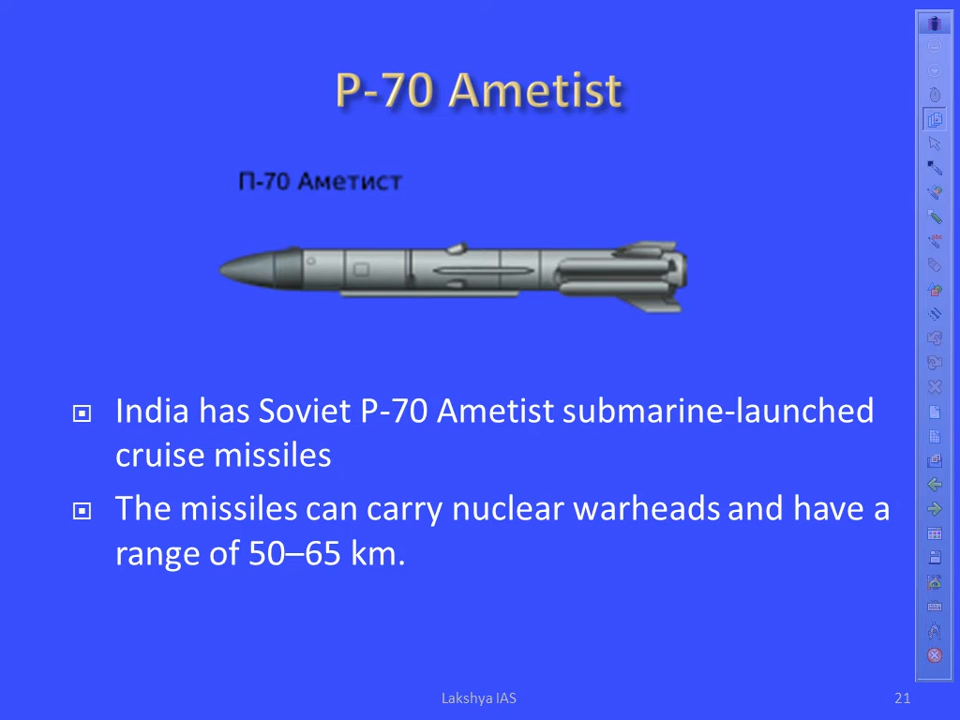 P-70 Ametist
П-70 Аметист
India has Soviet P-70 Ametist submarine-launched
cruise missiles
The missiles can carry nuclear warheads and have a
range of 50–65 km.
Lakshya IAS
21